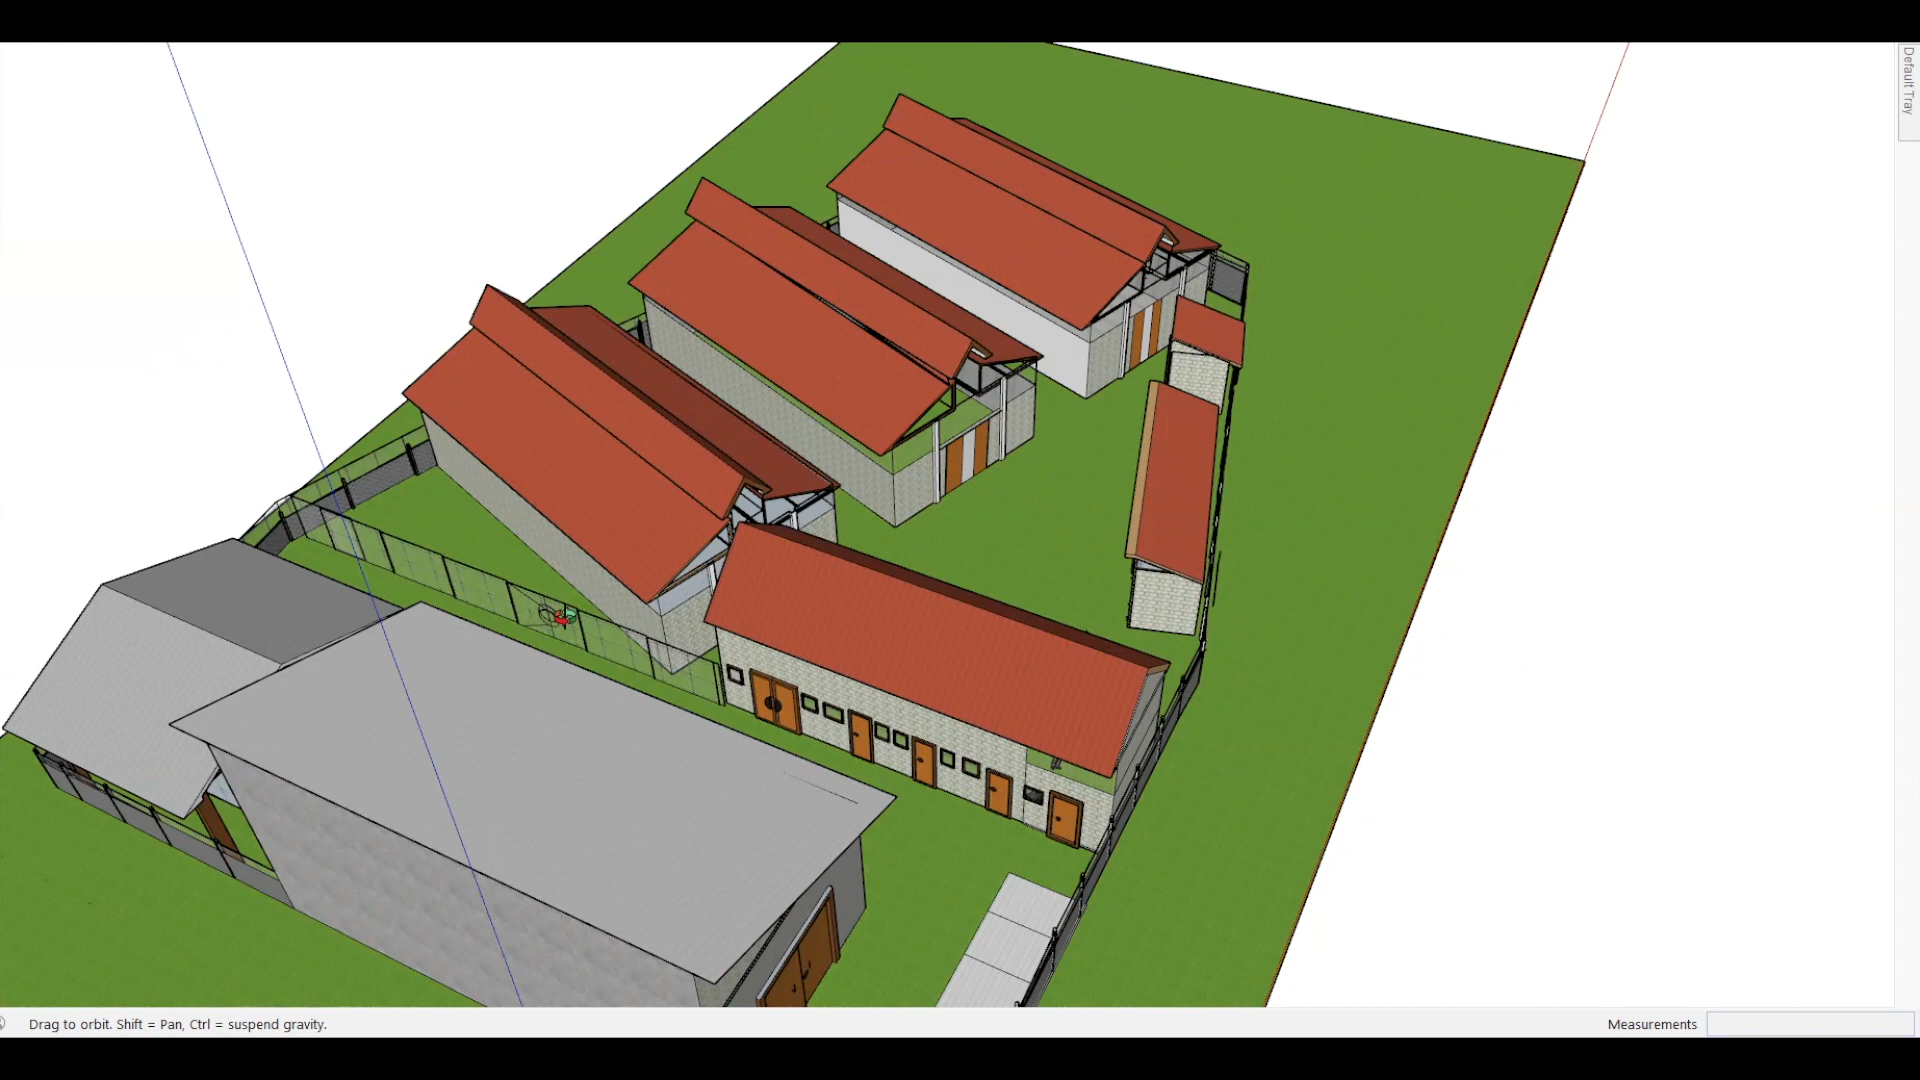 Default Tray
Drag to orbit. Shift = Pan, Ctrl = suspend gravity.
Measurements